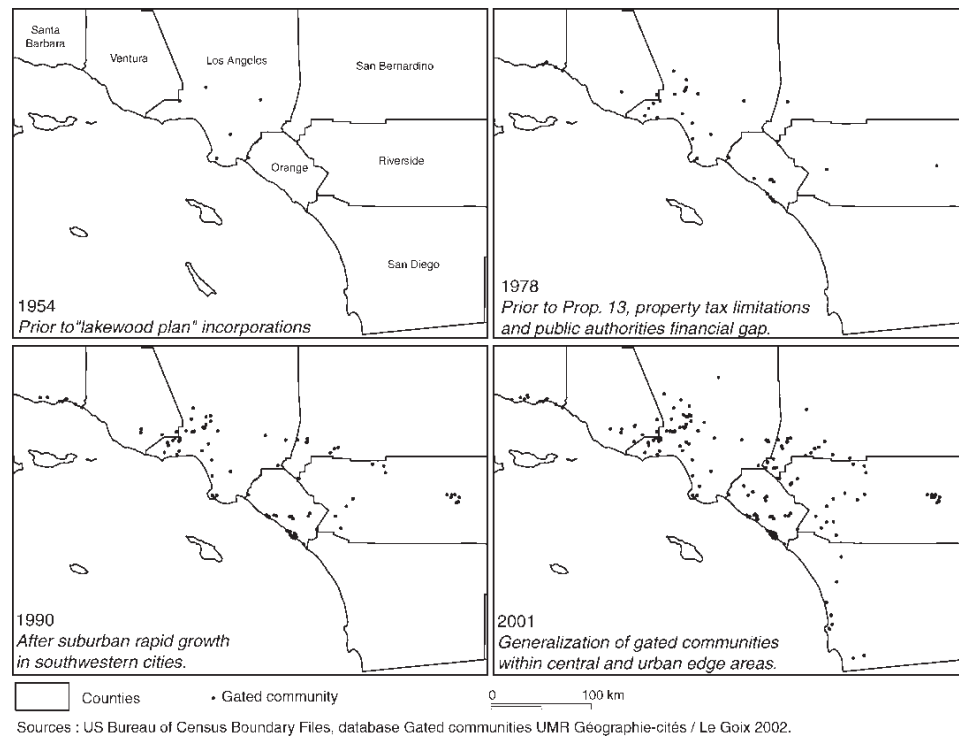 Santa
Barbara
Ventura
Los Angeles
San Bernardino
Orange
Riverside
San Diego
1954
Prior to"lakewood plan" incorporations
1978
Prior to Prop. 13, property tax limitations
and public authorities financial gap.
1990
After suburban rapid growth
in southwestern cities.
2001
Generalization of gated communities
within central and urban edge areas.
Counties
Gated community
0 100 km
Sources : US Bureau of Census Boundary Files, database Gated communities UMR Géographie-cités / Le Goix 2002.